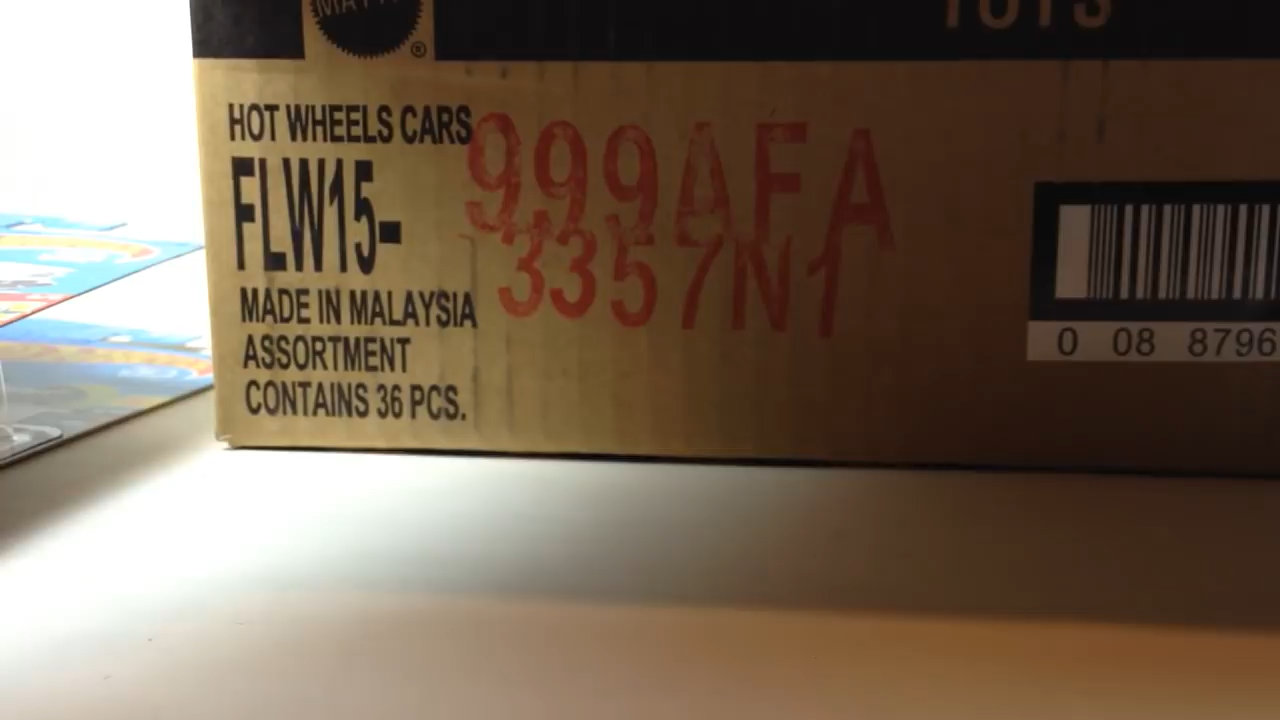 HOT WHEELS CARS
FLW15-
999AFA
3357N1
MADE IN MALAYSIA
ASSORTMENT
CONTAINS 36 PCS.
0 08 8796
®